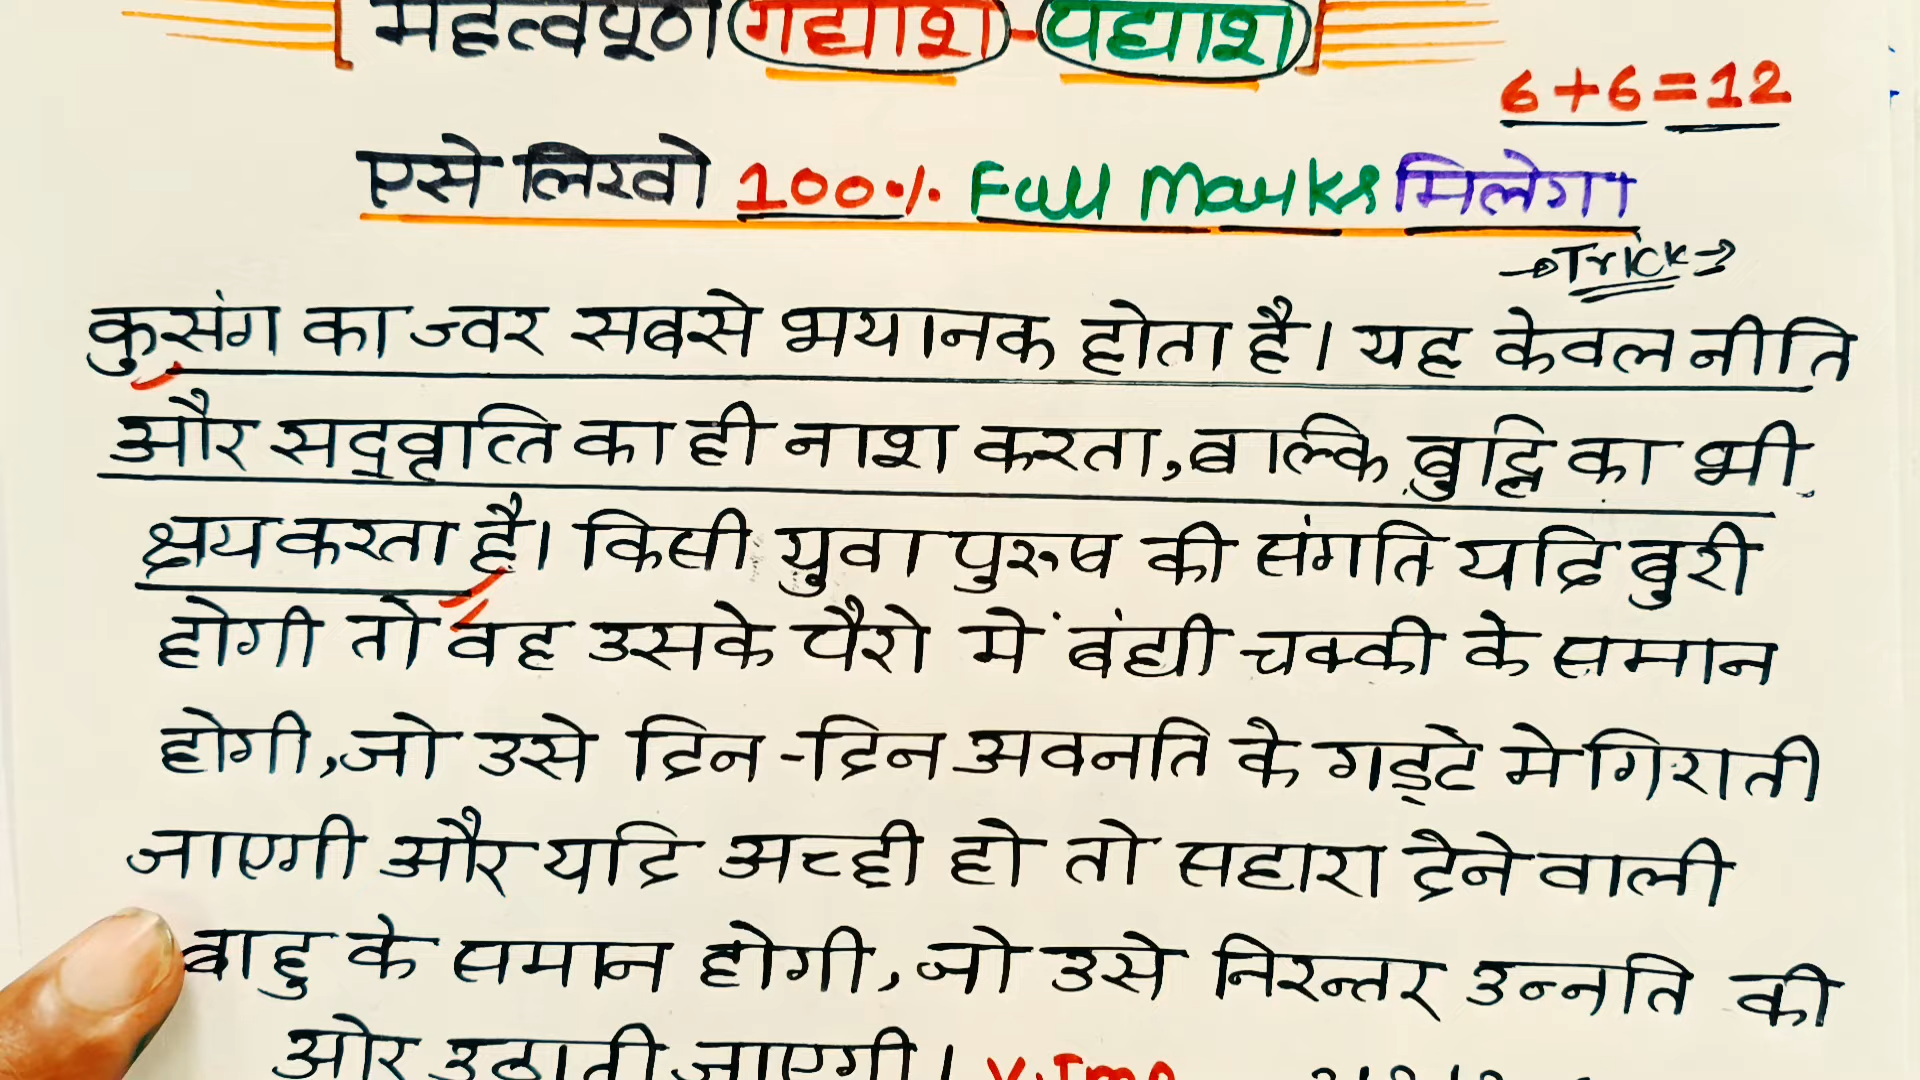 महत्वपूर्ण गद्यांश-पद्यांश
6+6=12
एसे लिखो 100% Full Marks मिलेगा
→Trick→
कुसंग का ज्वर सबसे भयानक होता है। यह केवल नीति
और सद्‌वृत्ति का ही नाश करता, बल्कि बुद्धि का भी
क्षय करता है। किसी युवा पुरुष की संगति यदि बुरी
होगी तो वह उसके पैरो में बंधी चक्की के समान
होगी, जो उसे दिन-दिन अवनति के गड्ढे मे गिराती
जाएगी और यदि अच्छी हो तो सहारा देने वाली
बाहु के समान होगी, जो उसे निरन्तर उन्नति की
ओर उठाती जाएगी। V.Imp